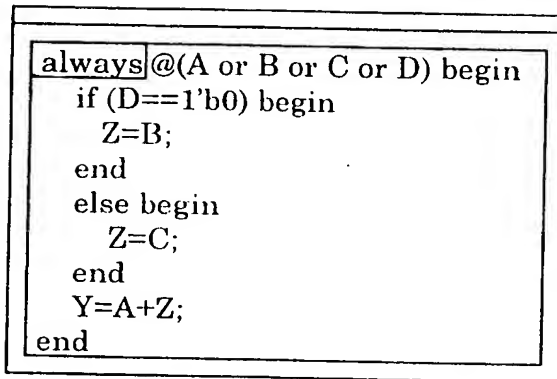 always @(A or B or C or D) begin
if (D==1'b0) begin
Z=B;
end
else begin
Z=C;
end
Y=A+Z;
end